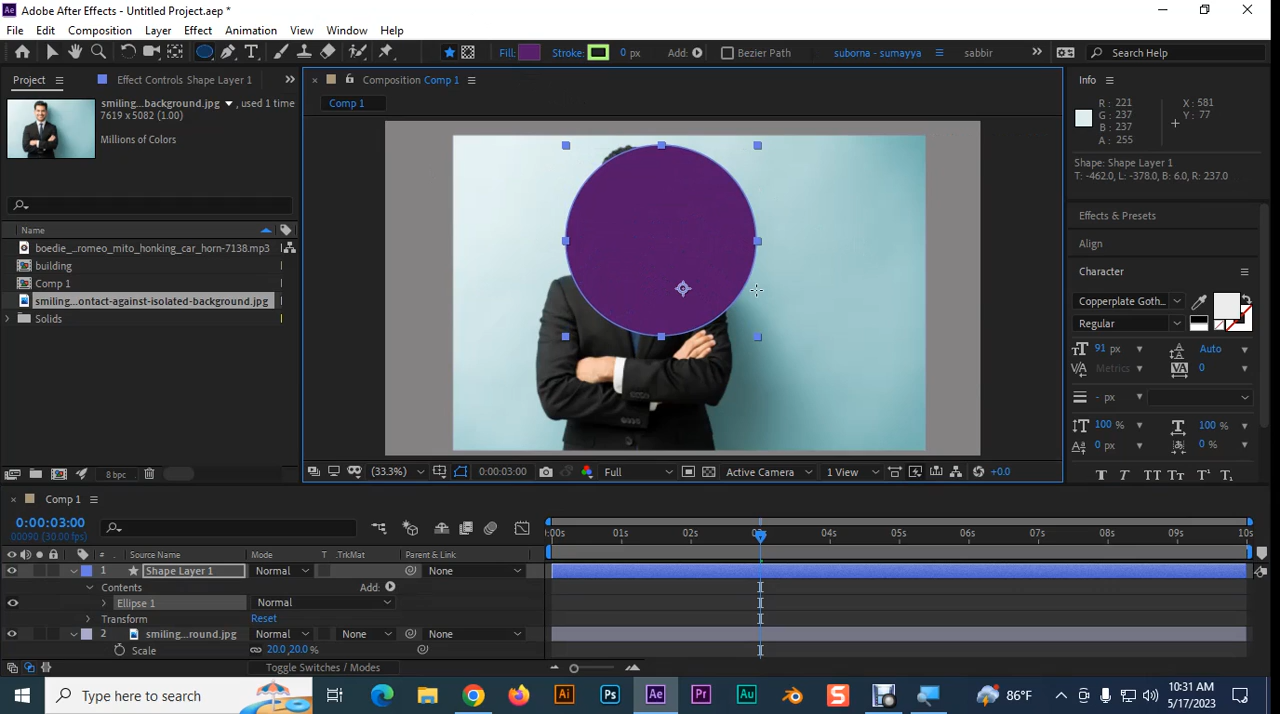 Adobe After Effects - Untitled Project.aep *
File Edit Composition Layer Effect Animation View Window Help
Fill: Stroke: 0 px Add: Bezier Path suborna - sumayya sabbir Search Help
Project Effect Controls Shape Layer 1 Composition Comp 1 Info
smiling...background.jpg , used 1 time
7619 x 5082 (1.00)
Millions of Colors
Comp 1
R : 221
G : 237
B : 237
A : 255
X : 581
Y : 77
Shape: Shape Layer 1
T: -462.0, L: -378.0, B: 6.0, R: 237.0
Effects & Presets
Align
Character
Copperplate Goth...
Regular
91 px Auto
Metrics 0
- px
100 % 100 %
0 px 0 %
T T TT Tt T¹ T₁
Name
boedie_...romeo_mito_honking_car_horn-7138.mp3
building
Comp 1
smiling...ontact-against-isolated-background.jpg
Solids
8 bpc
(33.3%) 0:00:03:00 Full Active Camera 1 View +0.0
Comp 1
0:00:03:00
00090 (30.00 fps)
:00s 01s 02s 03s 04s 05s 06s 07s 08s 09s 10s
# Source Name Mode T .TrkMat Parent & Link
1 Shape Layer 1 Normal None
Contents Add:
Ellipse 1 Normal
Transform Reset
2 smiling...round.jpg Normal None None
Scale 20.0,20.0 %
Toggle Switches / Modes
Type here to search
86°F
10:31 AM
5/17/2023